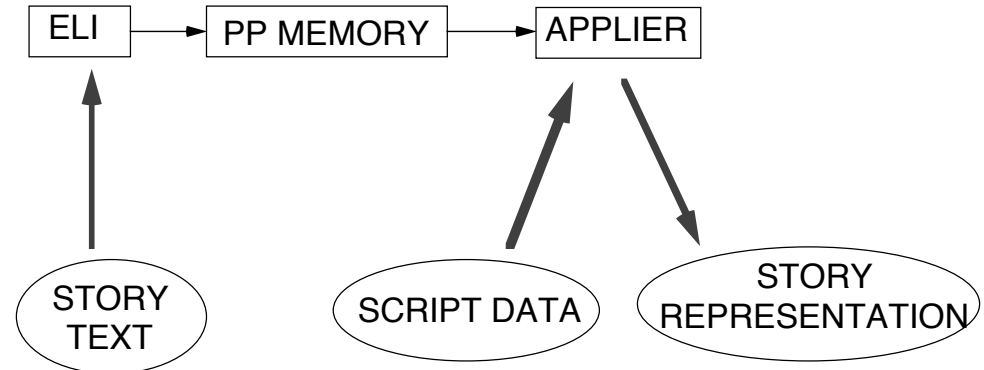 ELI
PP MEMORY
APPLIER
STORY
TEXT
SCRIPT DATA
STORY
REPRESENTATION